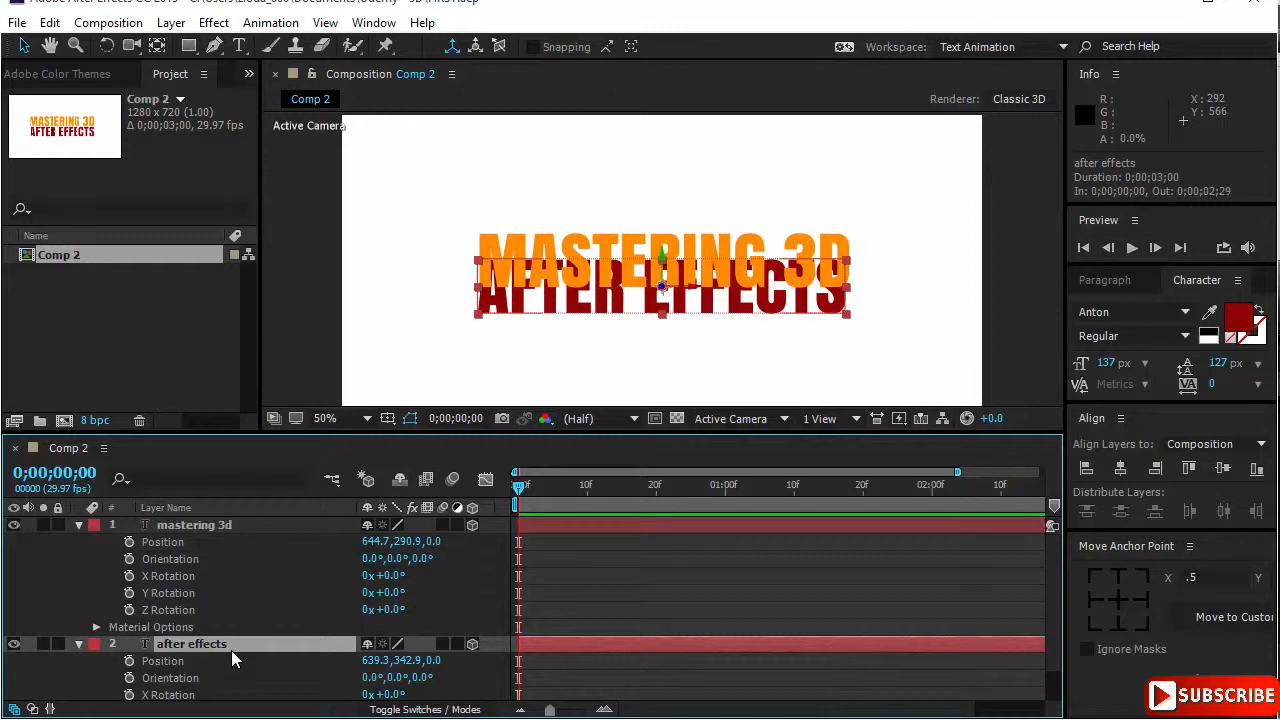 File Edit Composition Layer Effect Animation View Window Help
Snapping
Workspace: Text Animation
Search Help
Adobe Color Themes
Project
Composition Comp 2
Info
Comp 2
1280 x 720 (1.00)
Δ 0;00;03;00, 29.97 fps
MASTERING 3D
AFTER EFFECTS
Comp 2
Renderer: Classic 3D
Active Camera
R:
G:
B:
A: 0.0%
X: 292
Y: 566
after effects
Duration: 0;00;03;00
In: 0;00;00;00, Out: 0;00;02;29
Name
Comp 2
MASTERING 3D
AFTER EFFECTS
Preview
Paragraph
Character
Anton
Regular
137 px
127 px
Metrics
0
8 bpc
50%
0;00;00;00
(Half)
Active Camera
1 View
+0.0
Align
Align Layers to: Composition
Distribute Layers:
Comp 2
0;00;00;00
00000 (29.97 fps)
10f
20f
01:00f
10f
20f
02:00f
10f
# Layer Name
1 T mastering 3d
Position 644.7,290.9,0.0
Orientation 0.0°,0.0°,0.0°
X Rotation 0x+0.0°
Y Rotation 0x+0.0°
Z Rotation 0x+0.0°
Material Options
2 T after effects
Position 639.3,342.9,0.0
Orientation 0.0°,0.0°,0.0°
X Rotation 0x+0.0°
Toggle Switches / Modes
Move Anchor Point
X .5 Y
Move to Custo
Ignore Masks
SUBSCRIBE